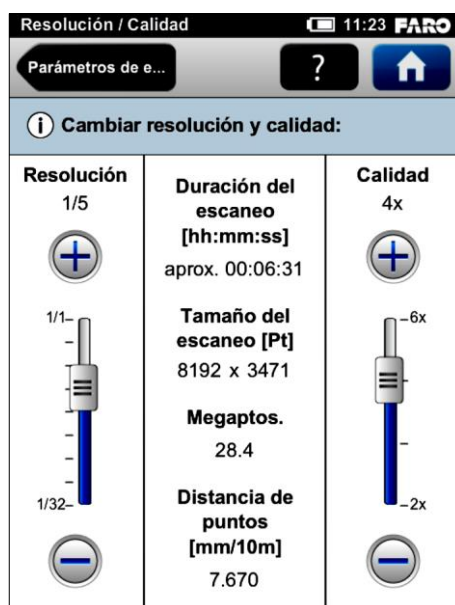 Resolución / Calidad
11:23 FARO
Parámetros de e...
?
i Cambiar resolución y calidad:
Resolución
1/5
1/1
1/32
Duración del
escaneo
[hh:mm:ss]
aprox. 00:06:31
Tamaño del
escaneo [Pt]
8192 x 3471
Megaptos.
28.4
Distancia de
puntos
[mm/10m]
7.670
Calidad
4x
6x
2x